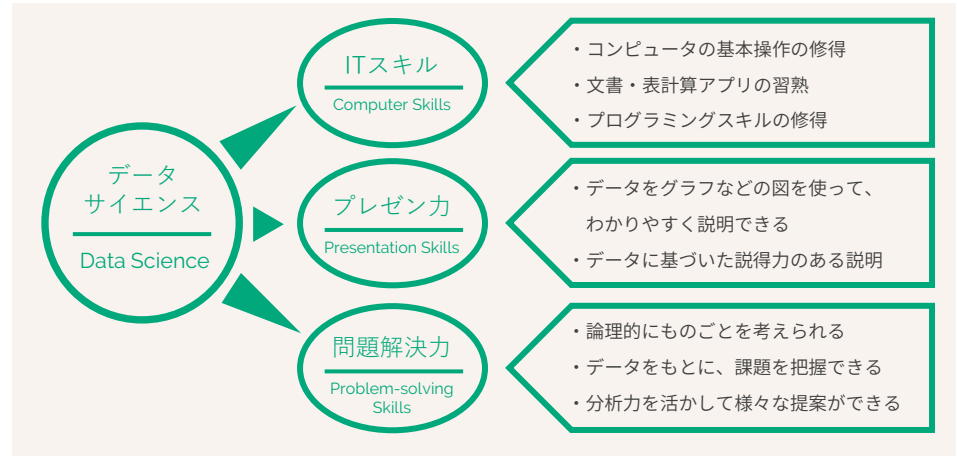 データ
サイエンス
Data Science
ITスキル
Computer Skills
・コンピュータの基本操作の修得
・文書・表計算アプリの習熟
・プログラミングスキルの修得
プレゼン力
Presentation Skills
・データをグラフなどの図を使って、
わかりやすく説明できる
・データに基づいた説得力のある説明
問題解決力
Problem-solving
Skills
・論理的にものごとを考えられる
・データをもとに、課題を把握できる
・分析力を活かして様々な提案ができる